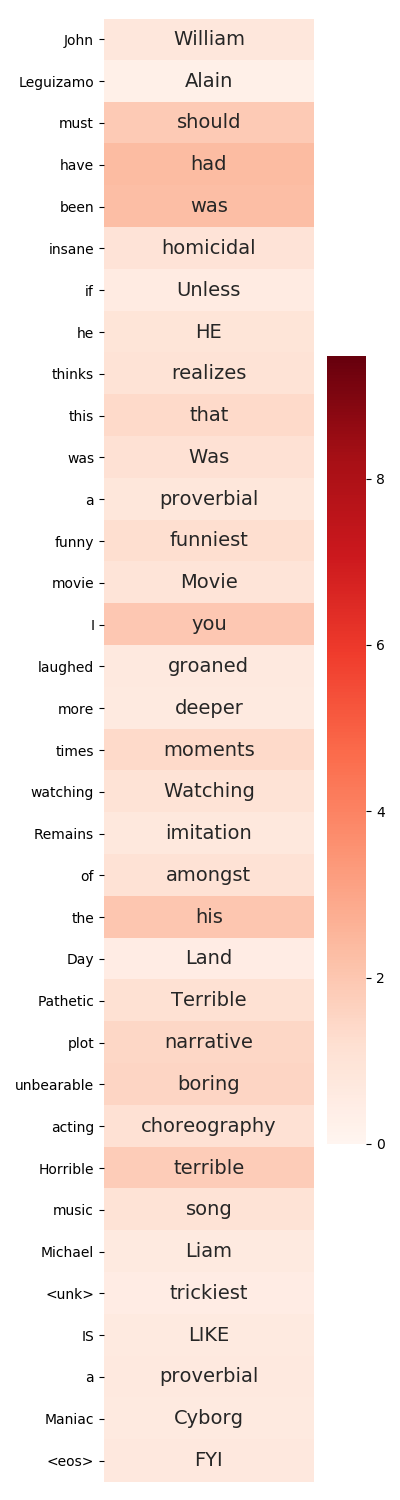 John William
Leguizamo Alain
must should
have had
been was
insane homicidal
if Unless
he HE
thinks realizes
this that
was Was
a proverbial
funny funniest
movie Movie
I you
laughed groaned
more deeper
times moments
watching Watching
Remains imitation
of amongst
the his
Day Land
Pathetic Terrible
plot narrative
unbearable boring
acting choreography
Horrible terrible
music song
Michael Liam
<unk> trickiest
IS LIKE
a proverbial
Maniac Cyborg
<eos> FYI
8
6
4
2
0